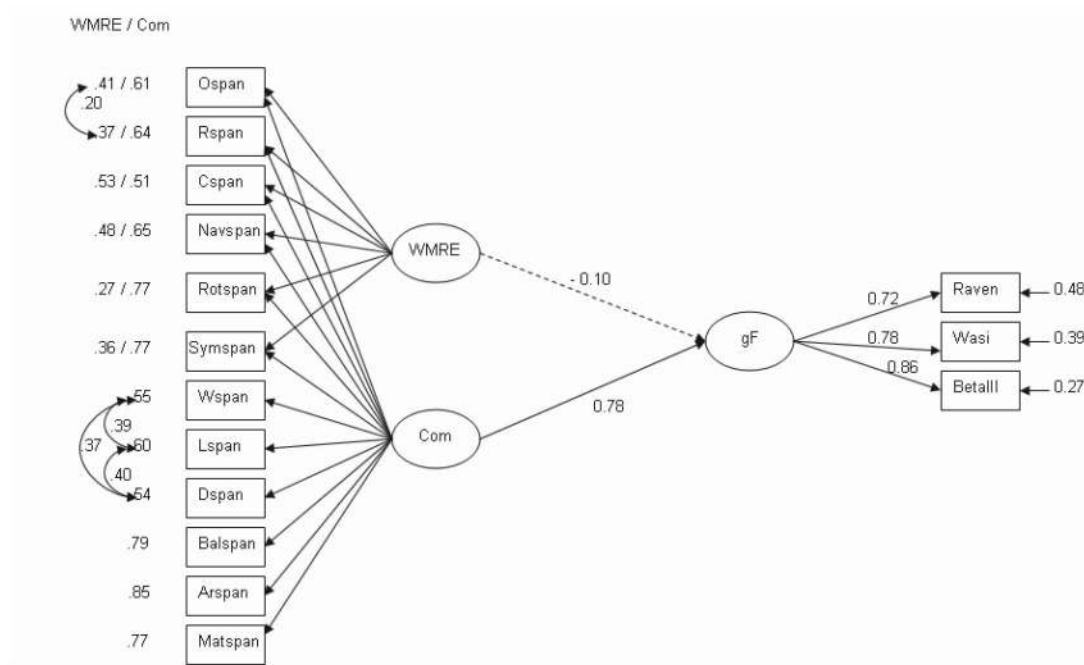 WMRE / Com
.41 / .61 Ospan
.20
.37 / .64 Rspan
.53 / .51 Cspan
.48 / .65 Navspan
WMRE
- 0.10
.27 / .77 Rotspan
0.72 Raven 0.48
.36 / .77 Symspan
gF
0.78 Wasi 0.39
0.86
BetaIII 0.27
.55 Wspan
0.78
.39
.37 .60 Lspan
Com
.40
.54 Dspan
.79 Balspan
.85 Arspan
.77 Matspan